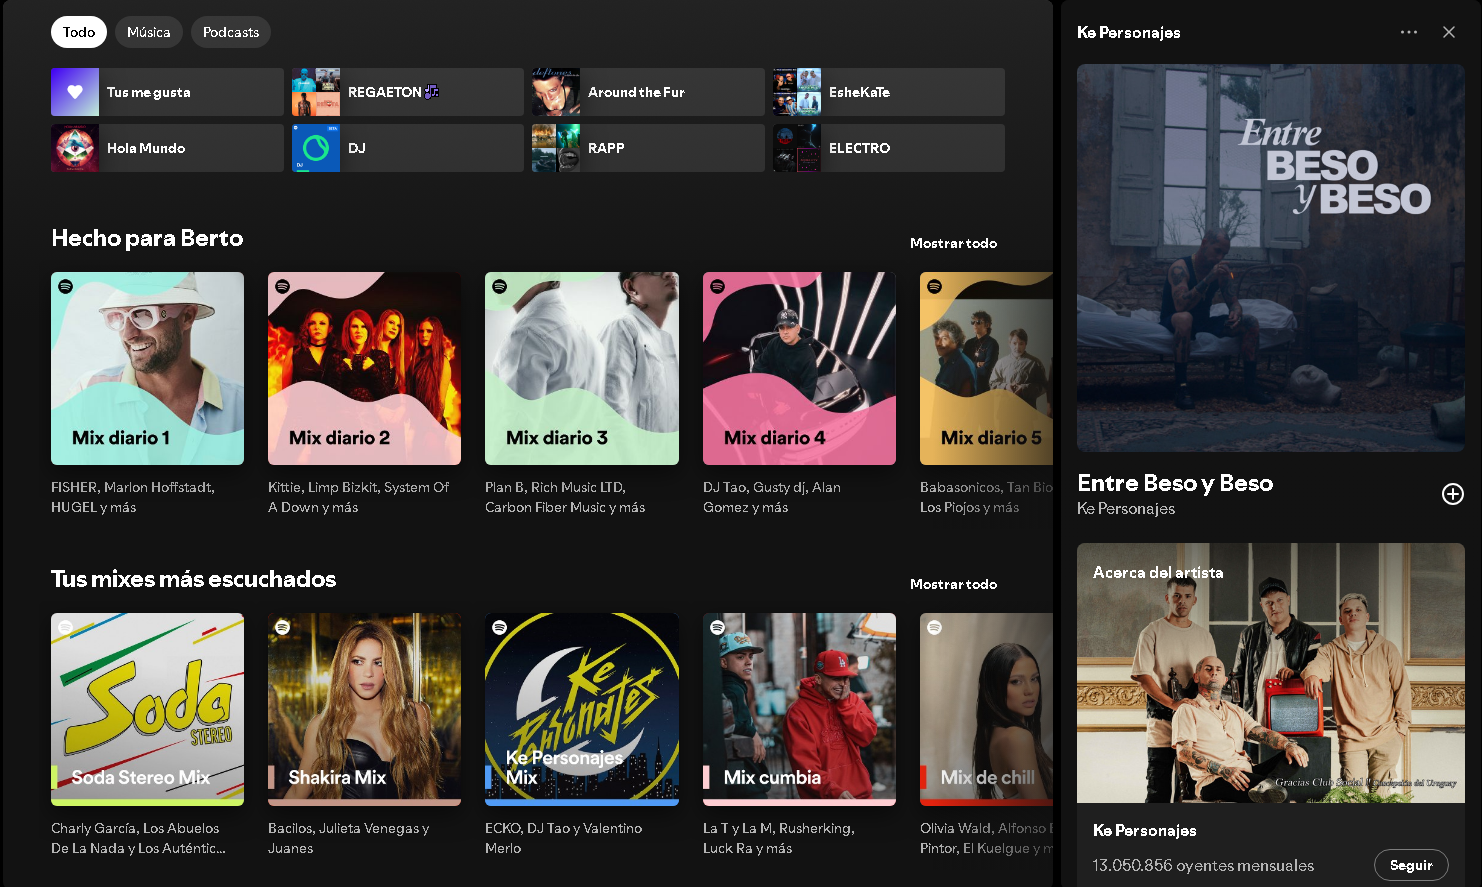 Todo
Música
Podcasts
Tus me gusta
REGAETON 🎵
deftones
Around the Fur
EsheKaTe
Hola Mundo
DJ
BETA
DJ
RAPP
ELECTRO
Hecho para Berto
Mostrar todo
Mix diario 1
Mix diario 2
Mix diario 3
Mix diario 4
Mix diario 5
FISHER, Marlon Hoffstadt,
HUGEL y más
Kittie, Limp Bizkit, System Of
A Down y más
Plan B, Rich Music LTD,
Carbon Fiber Music y más
DJ Tao, Gusty dj, Alan
Gomez y más
Babasonicos, Tan Bio
Los Piojos y más
Tus mixes más escuchados
Mostrar todo
Soda
STEREO
Soda Stereo Mix
Shakira Mix
Ke
Personajes
Ke Personajes
Mix
Mix cumbia
Mix de chill
Charly García, Los Abuelos
De La Nada y Los Auténtic...
Bacilos, Julieta Venegas y
Juanes
ECKO, DJ Tao y Valentino
Merlo
La T y La M, Rusherking,
Luck Ra y más
Olivia Wald, Alfonso
Pintor, El Kuelgue y m
Ke Personajes
Entre
BESO
y BESO
Entre Beso y Beso
Ke Personajes
Acerca del artista
Gracias Club Social
del Uruguay
Ke Personajes
13.050.856 oyentes mensuales
Seguir